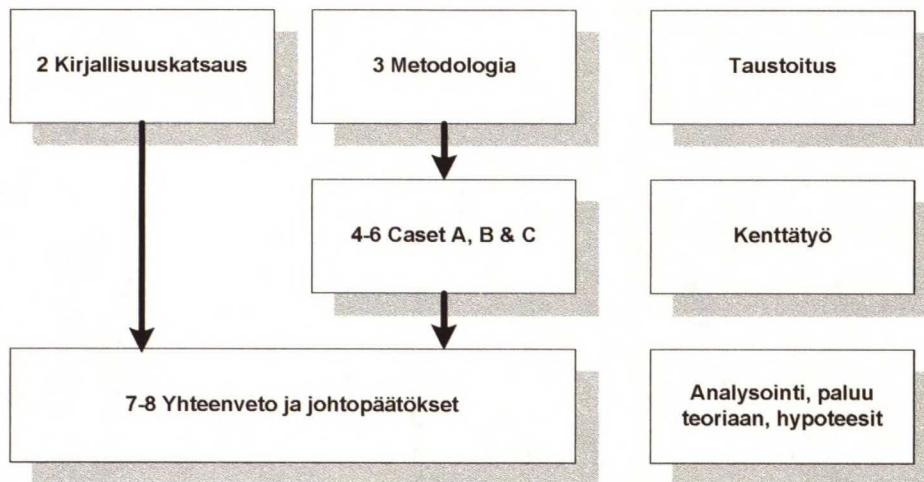 2 Kirjallisuuskatsaus
3 Metodologia
Taustoitus
4-6 Caset A, B & C
Kenttätyö
7-8 Yhteenveto ja johtopäätökset
Analysointi, paluu
teoriaan, hypoteesit